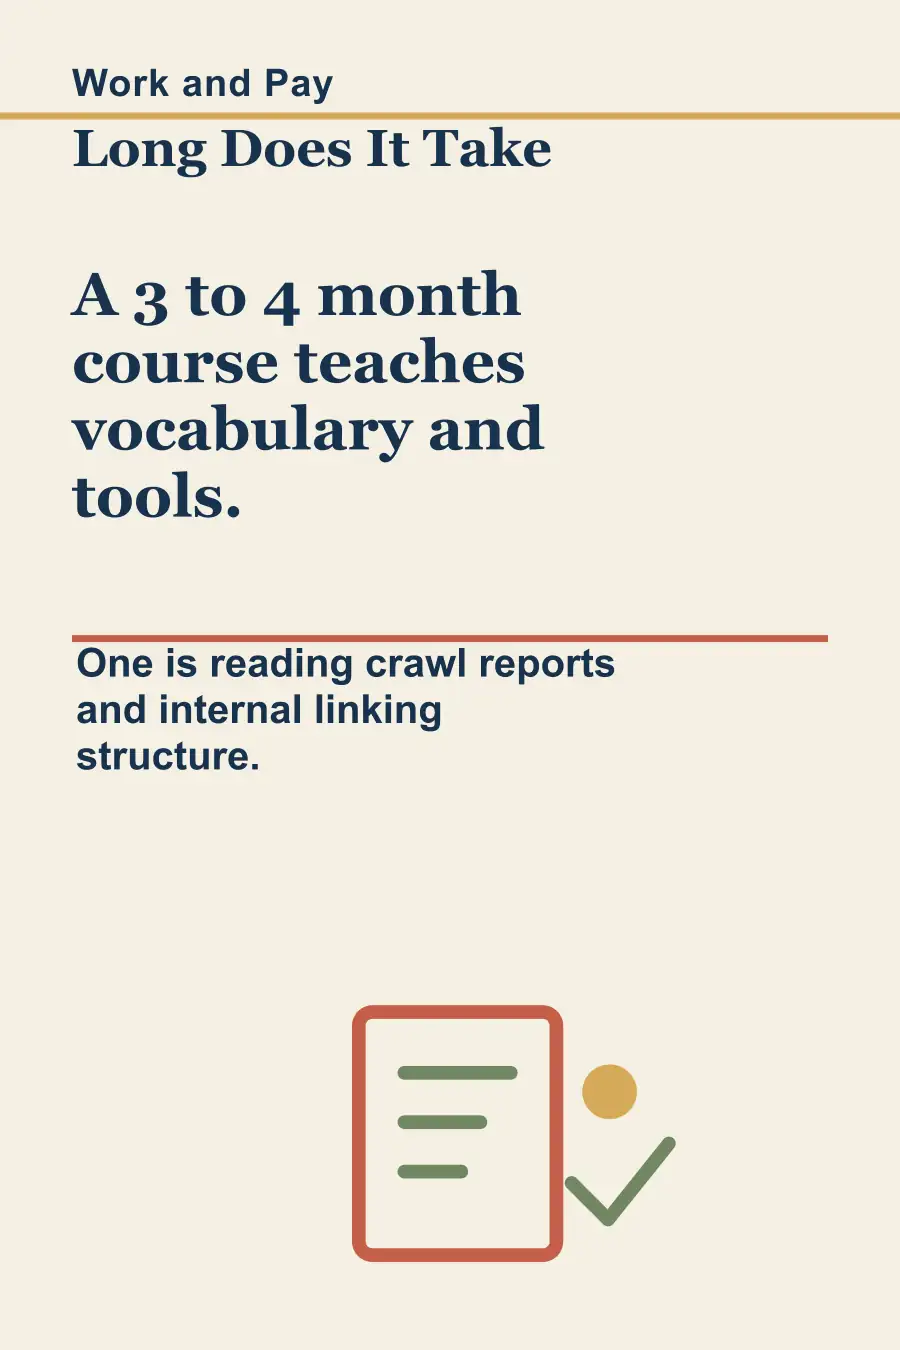 Work and Pay
Long Does It Take
A 3 to 4 month
course teaches
vocabulary and
tools.
One is reading crawl reports
and internal linking
structure.